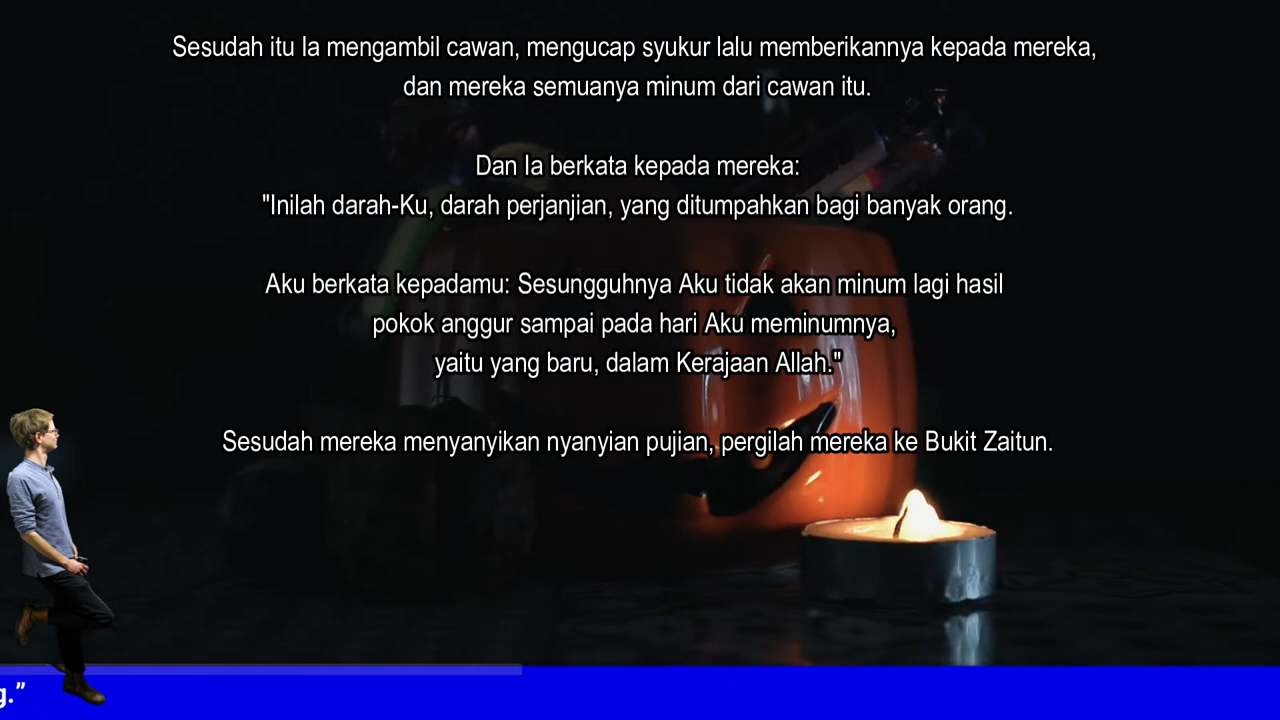 Sesudah itu Ia mengambil cawan, mengucap syukur lalu memberikannya kepada mereka,
dan mereka semuanya minum dari cawan itu.
Dan Ia berkata kepada mereka:
"Inilah darah-Ku, darah perjanjian, yang ditumpahkan bagi banyak orang.
Aku berkata kepadamu: Sesungguhnya Aku tidak akan minum lagi hasil
pokok anggur sampai pada hari Aku meminumnya,
yaitu yang baru, dalam Kerajaan Allah."
Sesudah mereka menyanyikan nyanyian pujian, pergilah mereka ke Bukit Zaitun.
g.”